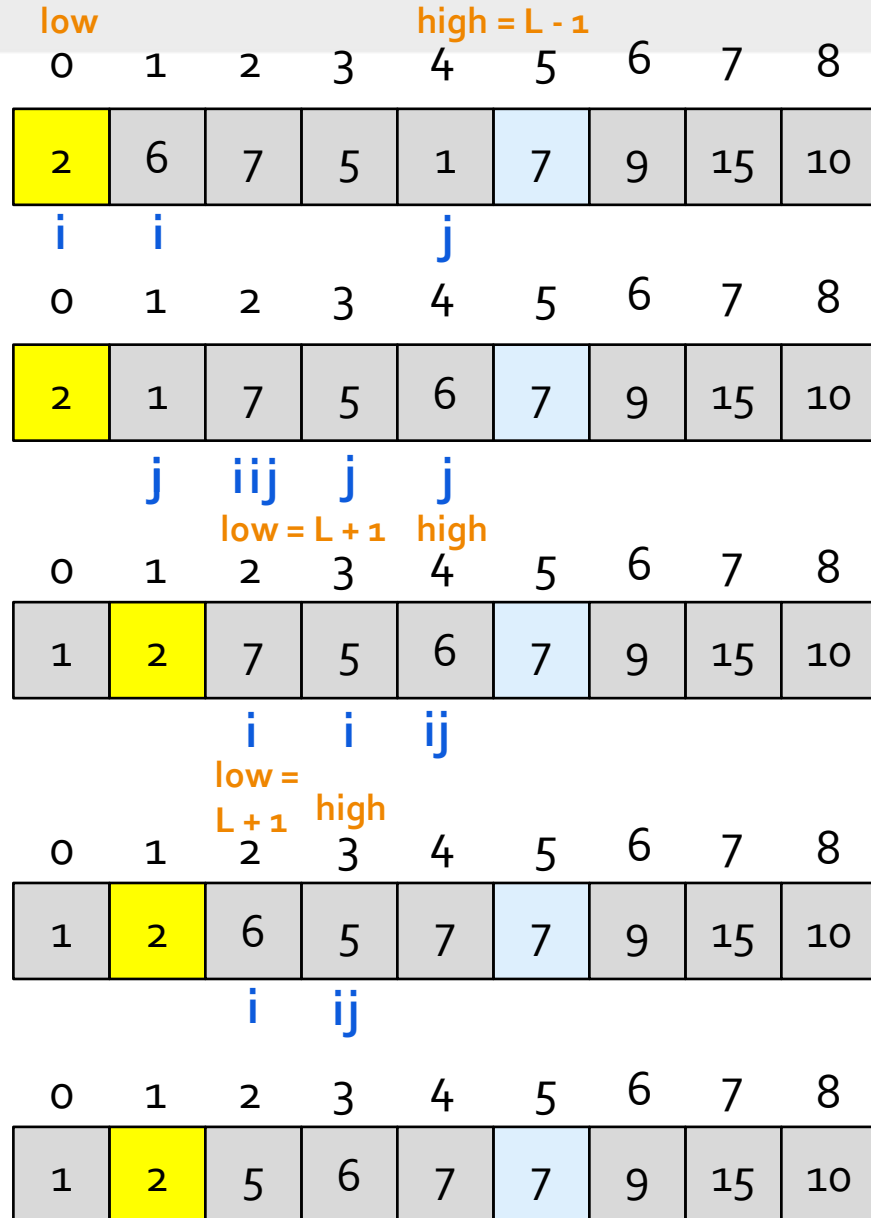 low high = L - 1
0 1 2 3 4 5 6 7 8
2 6 7 5 1 7 9 15 10
i i j
0 1 2 3 4 5 6 7 8
2 1 7 5 6 7 9 15 10
j iij j j
low = L + 1 high
0 1 2 3 4 5 6 7 8
1 2 7 5 6 7 9 15 10
i i ij
low =
L + 1 high
0 1 2 3 4 5 6 7 8
1 2 6 5 7 7 9 15 10
i ij
0 1 2 3 4 5 6 7 8
1 2 5 6 7 7 9 15 10